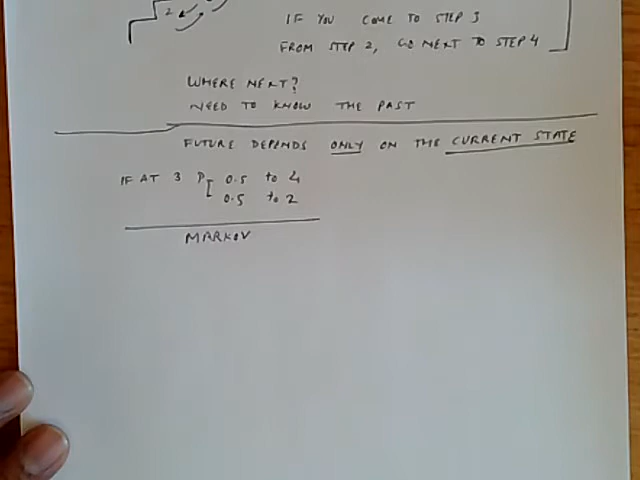 2
IF YOU COME TO STEP 3
FROM STEP 2, GO NEXT TO STEP 4
WHERE NEXT?
NEED TO KNOW THE PAST
FUTURE DEPENDS ONLY ON THE CURRENT STATE
IF AT 3 P 0.5 to 4
0.5 to 2
MARKOV